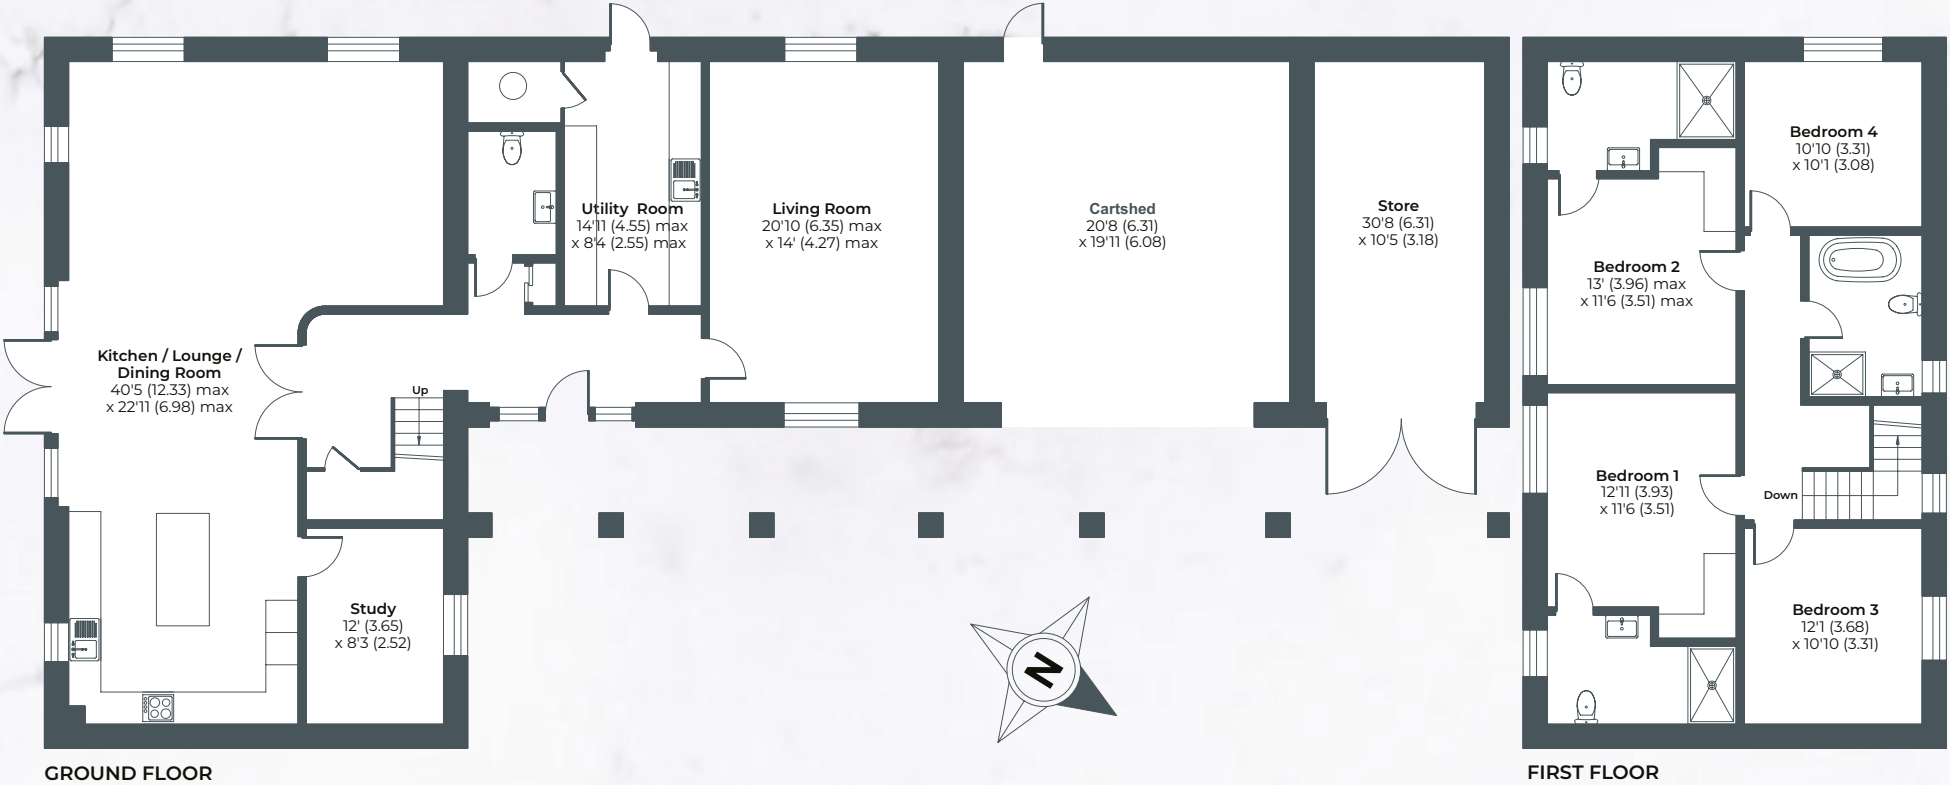 Kitchen / Lounge /
Dining Room
40'5 (12.33) max
x 22'11 (6.98) max
Up
Study
12' (3.65)
x 8'3 (2.52)
Utility Room
14'11 (4.55) max
x 8'4 (2.55) max
Living Room
20'10 (6.35) max
x 14' (4.27) max
Cartshed
20'8 (6.31)
x 19'11 (6.08)
Store
30'8 (6.31)
x 10'5 (3.18)
N
GROUND FLOOR
Bedroom 4
10'10 (3.31)
x 10'1 (3.08)
Bedroom 2
13' (3.96) max
x 11'6 (3.51) max
Bedroom 1
12'11 (3.93)
x 11'6 (3.51)
Down
Bedroom 3
12'1 (3.68)
x 10'10 (3.31)
FIRST FLOOR